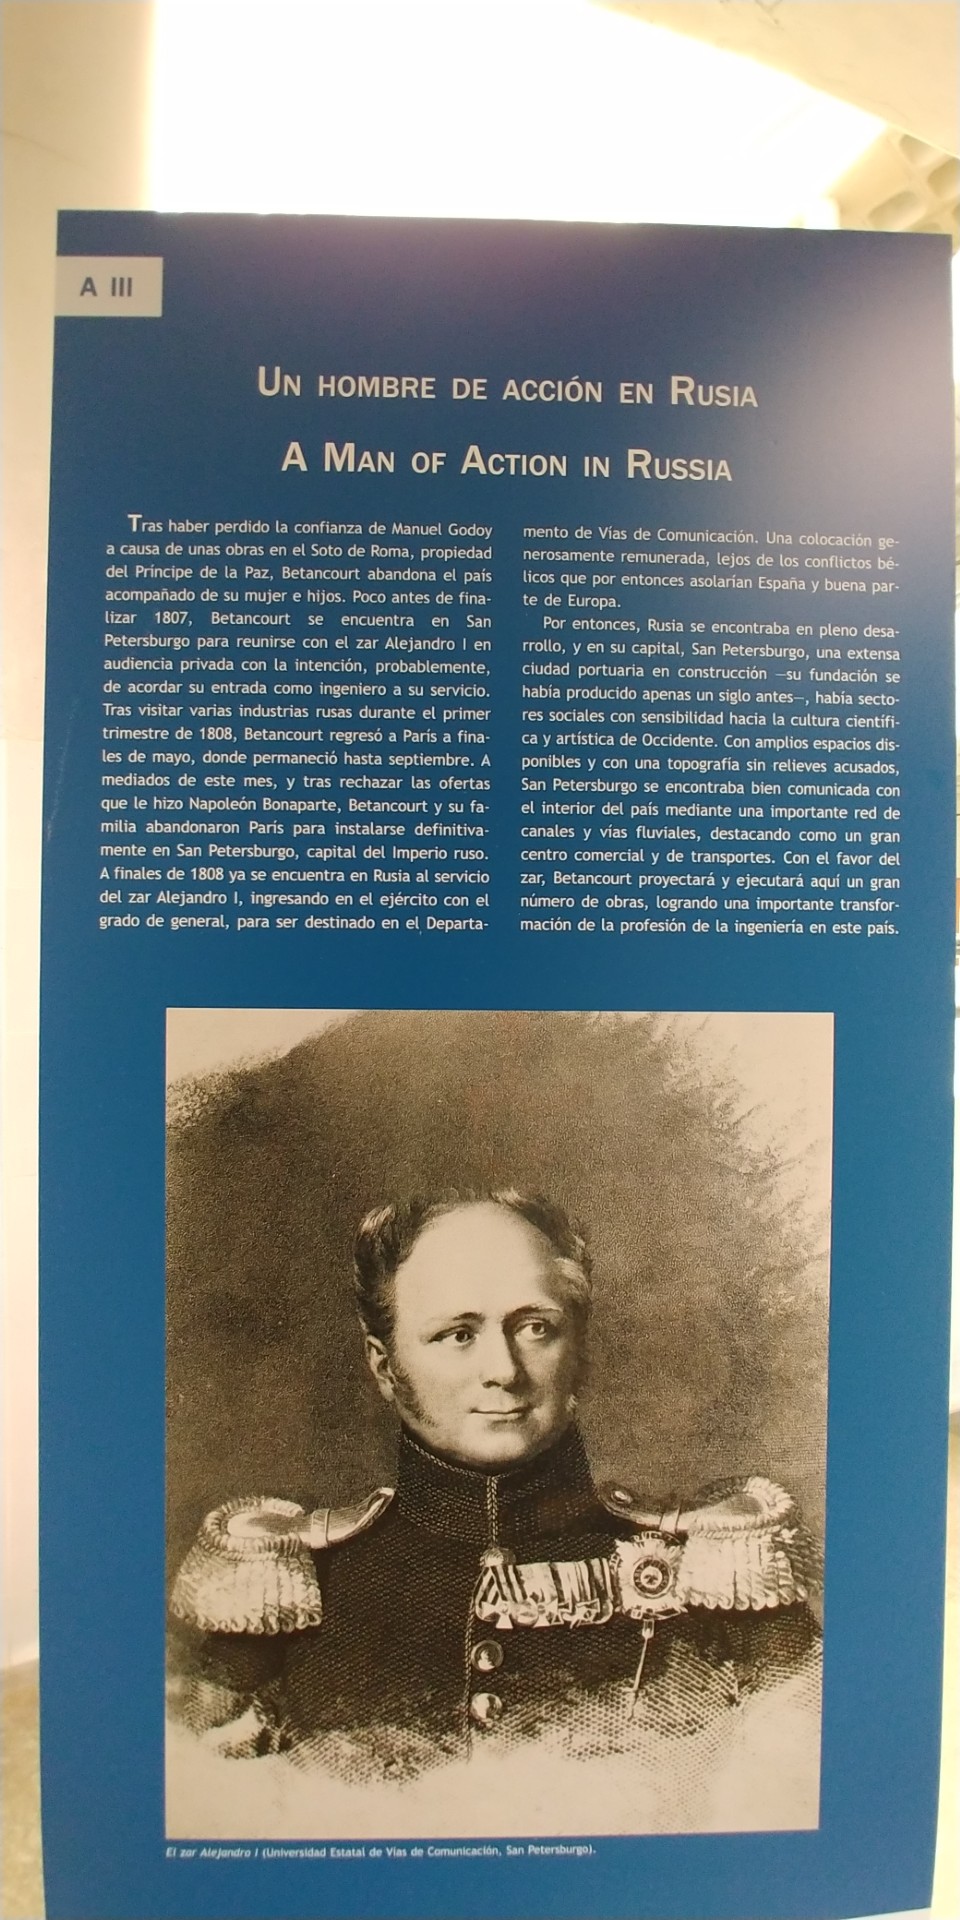 A III
UN HOMBRE DE ACCIÓN EN RUSIA
A MAN OF ACTION IN RUSSIA
Tras haber perdido la confianza de Manuel Godoy
a causa de unas obras en el Soto de Roma, propiedad
del Príncipe de la Paz, Betancourt abandona el país
acompañado de su mujer e hijos. Poco antes de fina-
lizar 1807, Betancourt se encuentra en San
Petersburgo para reunirse con el zar Alejandro I en
audiencia privada con la intención, probablemente,
de acordar su entrada como ingeniero a su servicio.
Tras visitar varias industrias rusas durante el primer
trimestre de 1808, Betancourt regresó a París a fina-
les de mayo, donde permaneció hasta septiembre. A
mediados de este mes, y tras rechazar las ofertas
que le hizo Napoleón Bonaparte, Betancourt y su fa-
milia abandonaron París para instalarse definitiva-
mente en San Petersburgo, capital del Imperio ruso.
A finales de 1808 ya se encuentra en Rusia al servicio
del zar Alejandro I, ingresando en el ejército con el
grado de general, para ser destinado en el Departa-
mento de Vías de Comunicación. Una colocación ge-
nerosamente remunerada, lejos de los conflictos bé-
licos que por entonces asolarían España y buena par-
te de Europa.
Por entonces, Rusia se encontraba en pleno desa-
rrollo, y en su capital, San Petersburgo, una extensa
ciudad portuaria en construcción —su fundación se
había producido apenas un siglo antes—, había secto-
res sociales con sensibilidad hacia la cultura científi-
ca y artística de Occidente. Con amplios espacios dis-
ponibles y con una topografía sin relieves acusados,
San Petersburgo se encontraba bien comunicada con
el interior del país mediante una importante red de
canales y vías fluviales, destacando como un gran
centro comercial y de transportes. Con el favor del
zar, Betancourt proyectará y ejecutará aquí un gran
número de obras, logrando una importante transfor-
mación de la profesión de la ingeniería en este país.
El zar Alejandro I (Universidad Estatal de Vías de Comunicación, San Petersburgo).